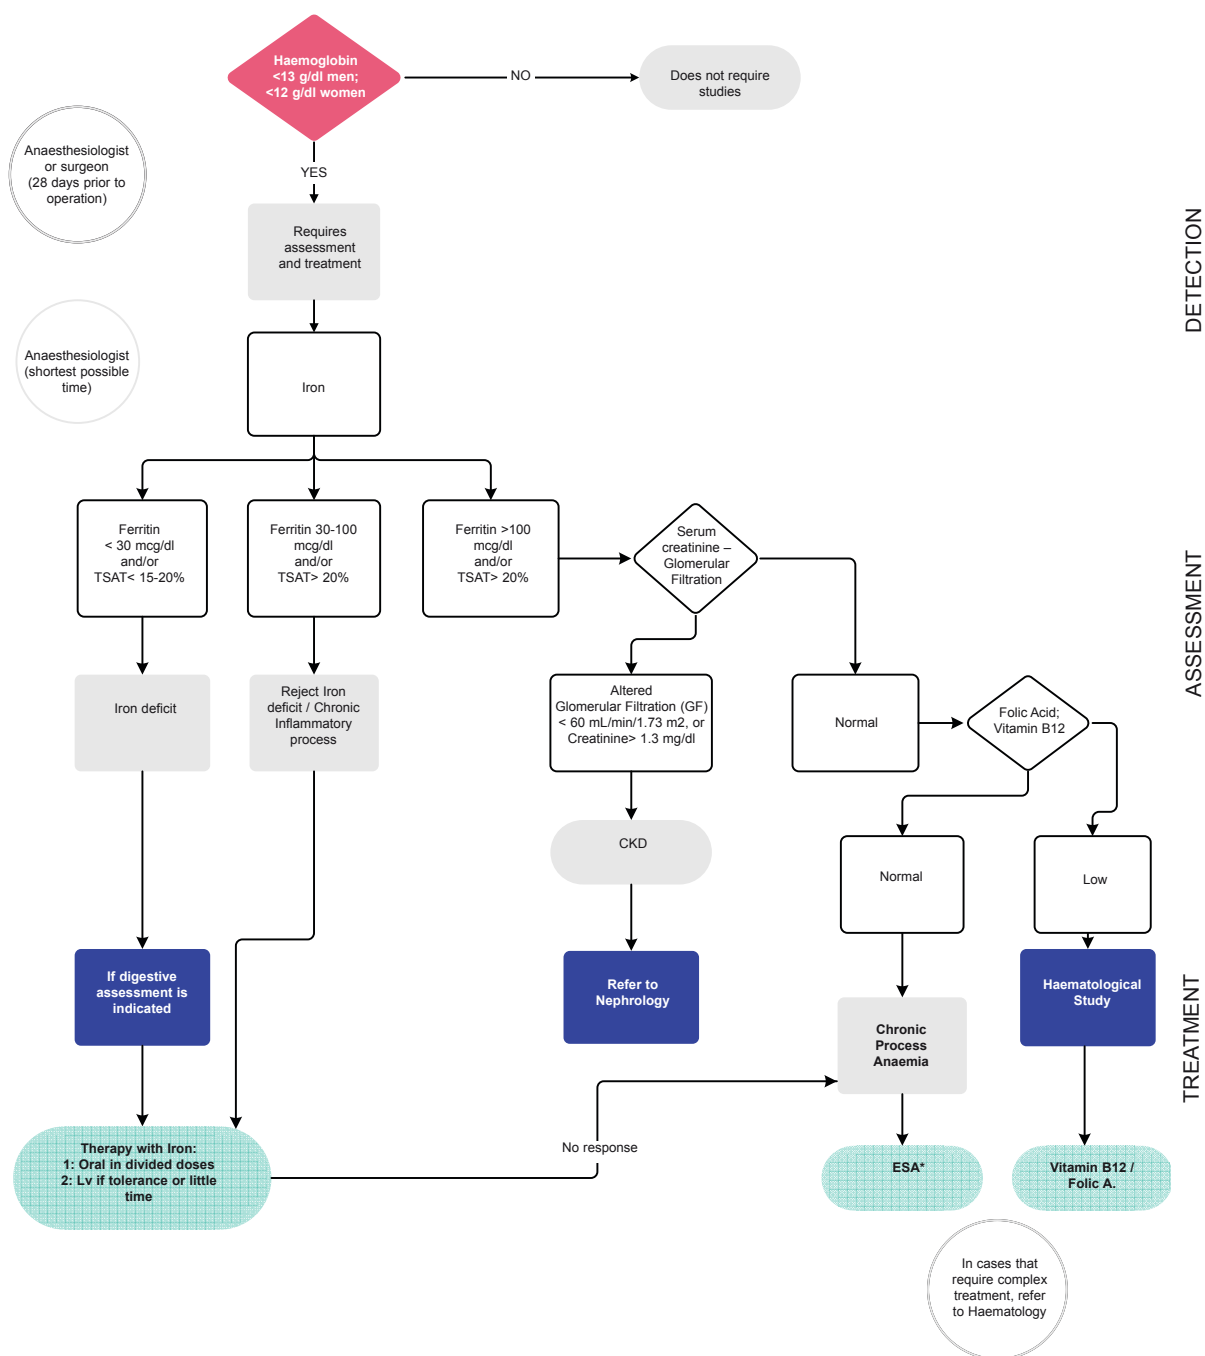 Haemoglobin
<13 g/dl men;
<12 g/dl women
NO
Does not require
studies
Anaesthesiologist
or surgeon
(28 days prior to
operation)
YES
Requires
assessment
and treatment
DETECTION
Anaesthesiologist
(shortest possible
time)
Iron
Ferritin
< 30 mcg/dl
and/or
TSAT< 15-20%
Ferritin 30-100
mcg/dl
and/or
TSAT> 20%
Ferritin >100
mcg/dl
and/or
TSAT> 20%
Serum
creatinine –
Glomerular
Filtration
ASSESSMENT
Iron deficit
Reject Iron
deficit / Chronic
Inflammatory
process
Altered
Glomerular Filtration (GF)
< 60 mL/min/1.73 m2, or
Creatinine> 1.3 mg/dl
Normal
Folic Acid;
Vitamin B12
CKD
Normal
Low
If digestive
assessment is
indicated
Refer to
Nephrology
Haematological
Study
Chronic
Process
Anaemia
TREATMENT
Therapy with Iron:
1: Oral in divided doses
2: Lv if tolerance or little
time
No response
ESA*
Vitamin B12 /
Folic A.
In cases that
require complex
treatment, refer
to Haematology